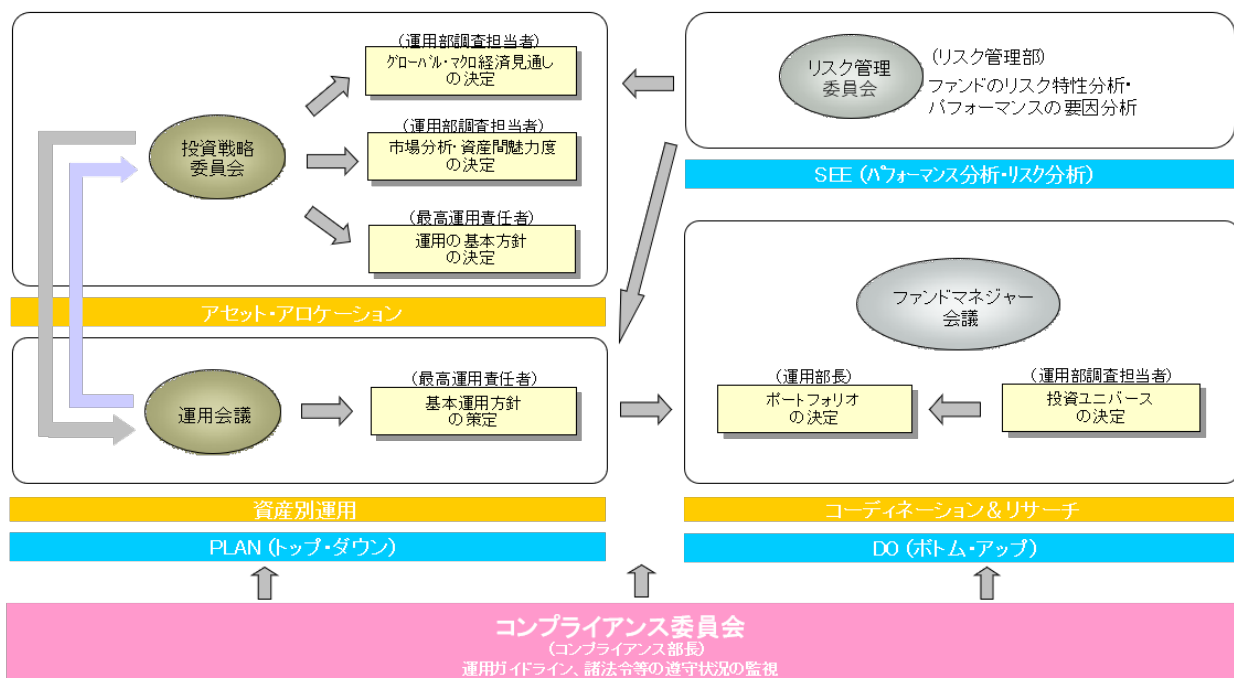 (運用部調査担当者)
グローバル・マクロ経済見通し
の決定
投資戦略
委員会
(運用部調査担当者)
市場分析・資産間魅力度
の決定
(最高運用責任者)
運用の基本方針
の決定
アセット・アロケーション
運用会議
(最高運用責任者)
基本運用方針
の策定
資産別運用
PLAN (トップ・ダウン)
リスク管理
委員会
(リスク管理部)
ファンドのリスク特性分析・
パフォーマンスの要因分析
SEE (パフォーマンス分析・リスク分析)
ファンドマネジャー
会議
(運用部長)
ポートフォリオ
の決定
(運用部調査担当者)
投資ユニバース
の決定
コーディネーション＆リサーチ
DO (ボトム・アップ)
コンプライアンス委員会
(コンプライアンス部長)
運用ガイドライン、諸法令等の遵守状況の監視